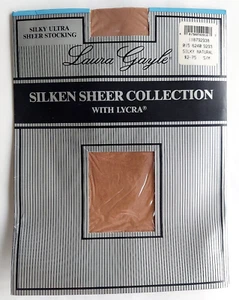 SILKY ULTRA
SHEER STOCKING
Laura Gayle
SILKEN SHEER COLLECTION
WITH LYCRA®
SILKY NATURAL